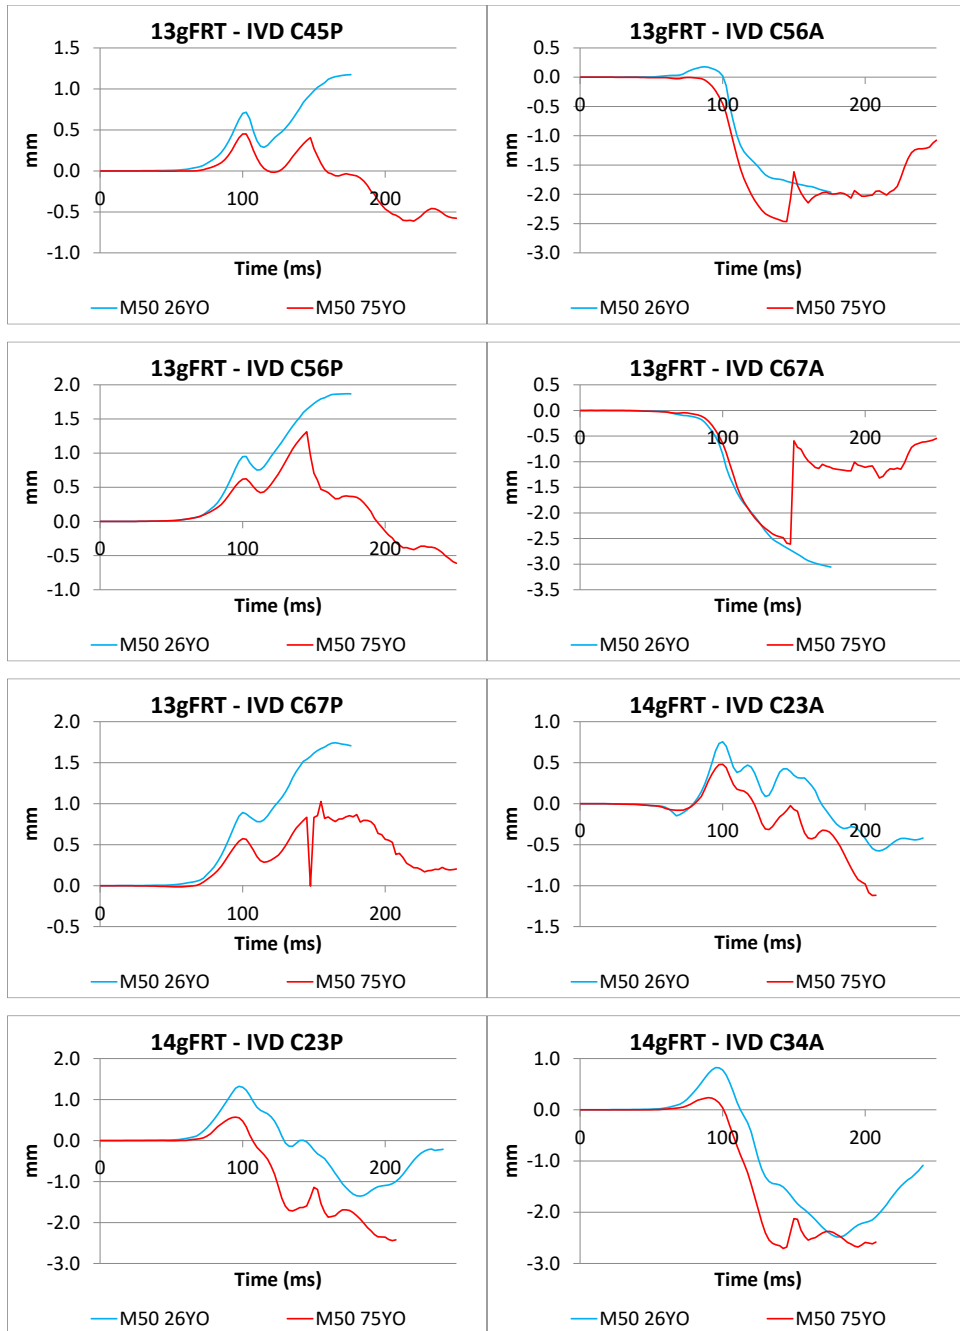 13gFRT - IVD C45P
1.5
1.0
0.5
0.0
-0.5
-1.0
0
100
200
mm
Time (ms)
M50 26YO
M50 75YO
13gFRT - IVD C56A
0.5
0.0
-0.5
-1.0
-1.5
-2.0
-2.5
-3.0
0
100
200
mm
Time (ms)
M50 26YO
M50 75YO
13gFRT - IVD C56P
2.0
1.5
1.0
0.5
0.0
-0.5
-1.0
0
100
200
mm
Time (ms)
M50 26YO
M50 75YO
13gFRT - IVD C67A
0.5
0.0
-0.5
-1.0
-1.5
-2.0
-2.5
-3.0
-3.5
0
100
200
mm
Time (ms)
M50 26YO
M50 75YO
13gFRT - IVD C67P
2.0
1.5
1.0
0.5
0.0
-0.5
0
100
200
mm
Time (ms)
M50 26YO
M50 75YO
14gFRT - IVD C23A
1.0
0.5
0.0
-0.5
-1.0
-1.5
0
100
200
mm
Time (ms)
M50 26YO
M50 75YO
14gFRT - IVD C23P
2.0
1.0
0.0
-1.0
-2.0
-3.0
0
100
200
mm
Time (ms)
M50 26YO
M50 75YO
14gFRT - IVD C34A
1.0
0.0
-1.0
-2.0
-3.0
0
100
200
mm
Time (ms)
M50 26YO
M50 75YO